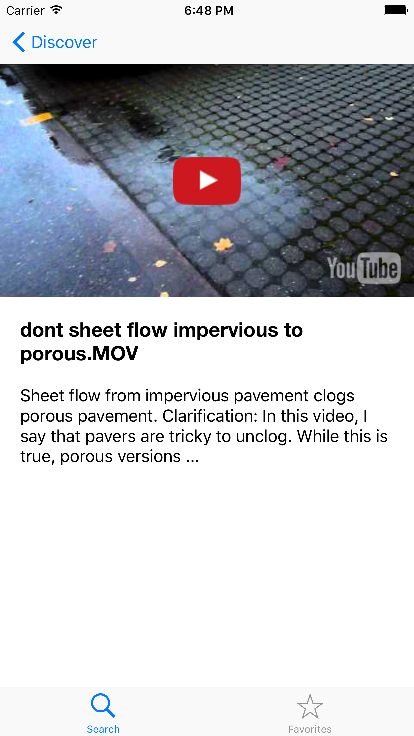 Carrier 6:48 PM
Discover
YouTube
dont sheet flow impervious to
porous.MOV
Sheet flow from impervious pavement clogs
porous pavement. Clarification: In this video, I
say that pavers are tricky to unclog. While this is
true, porous versions ...
Search Favorites